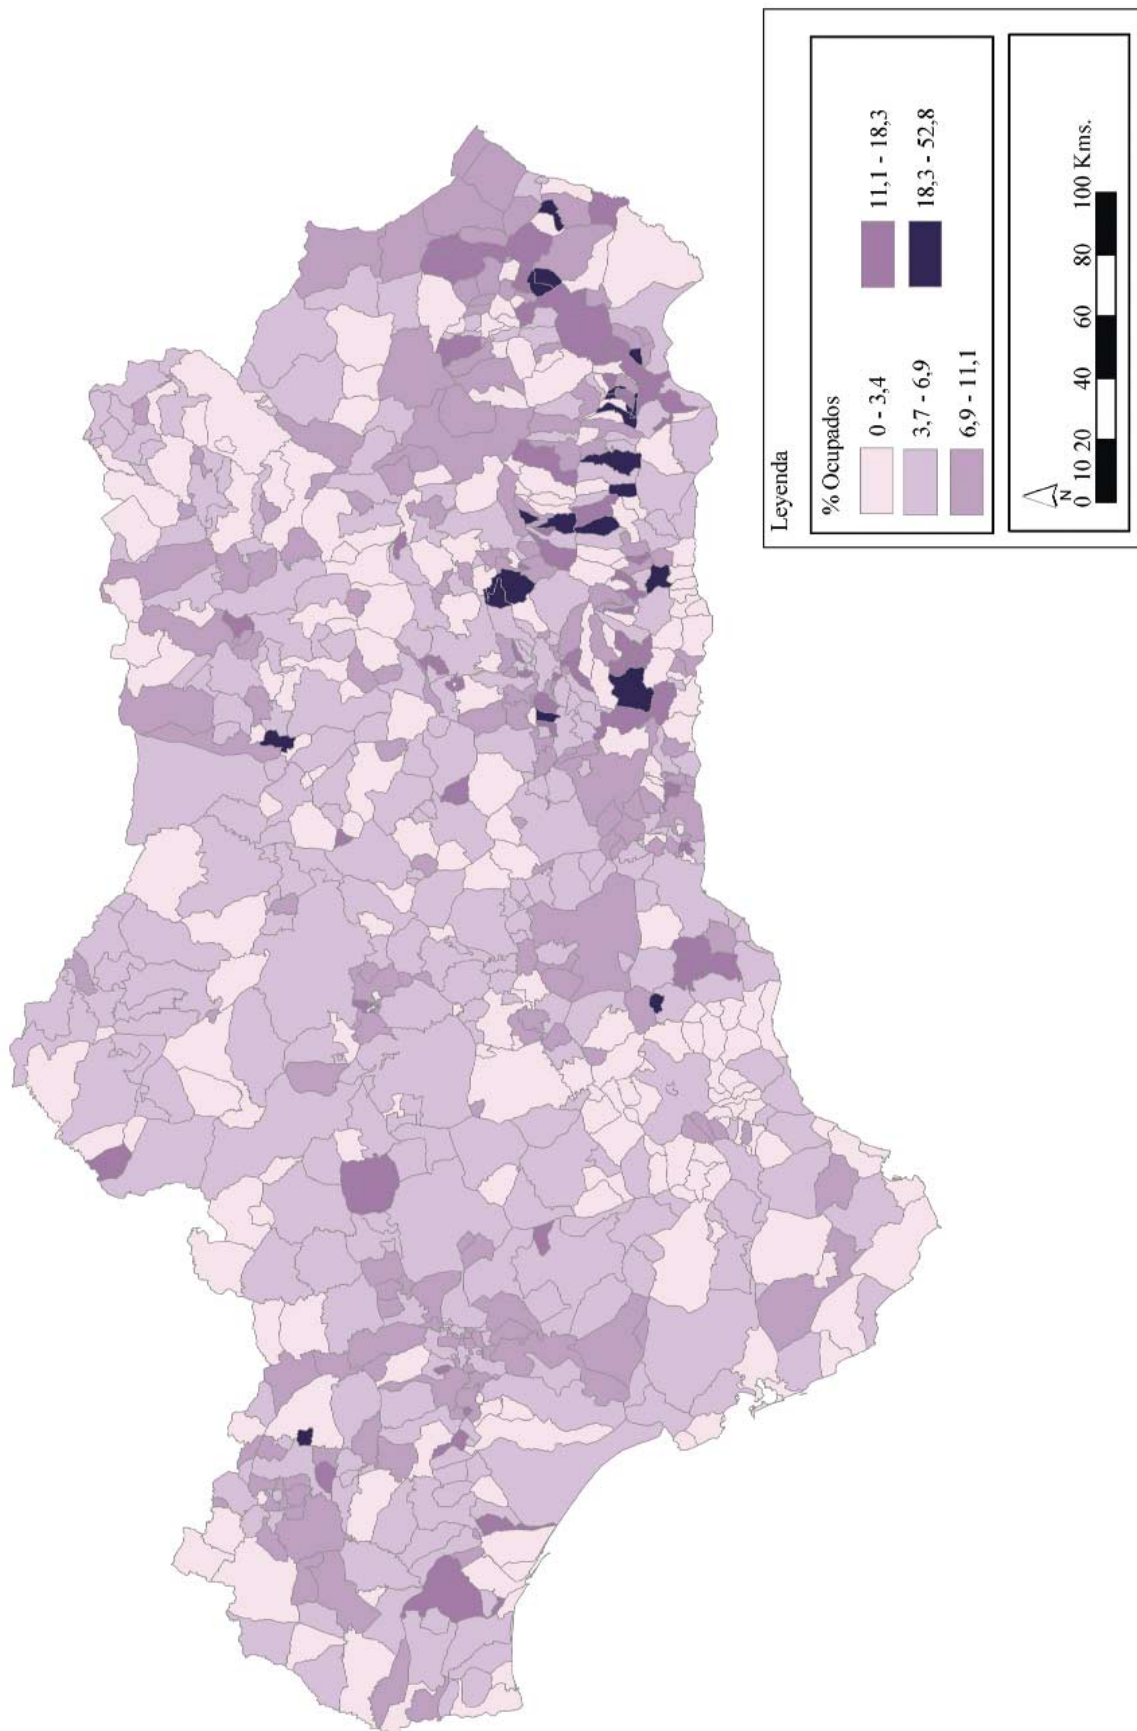 Leyenda
% Ocupados
0 - 3,4
3,7 - 6,9
6,9 - 11,1
11,1 - 18,3
18,3 - 52,8
N
0 10 20 40 60 80 100 Kms.